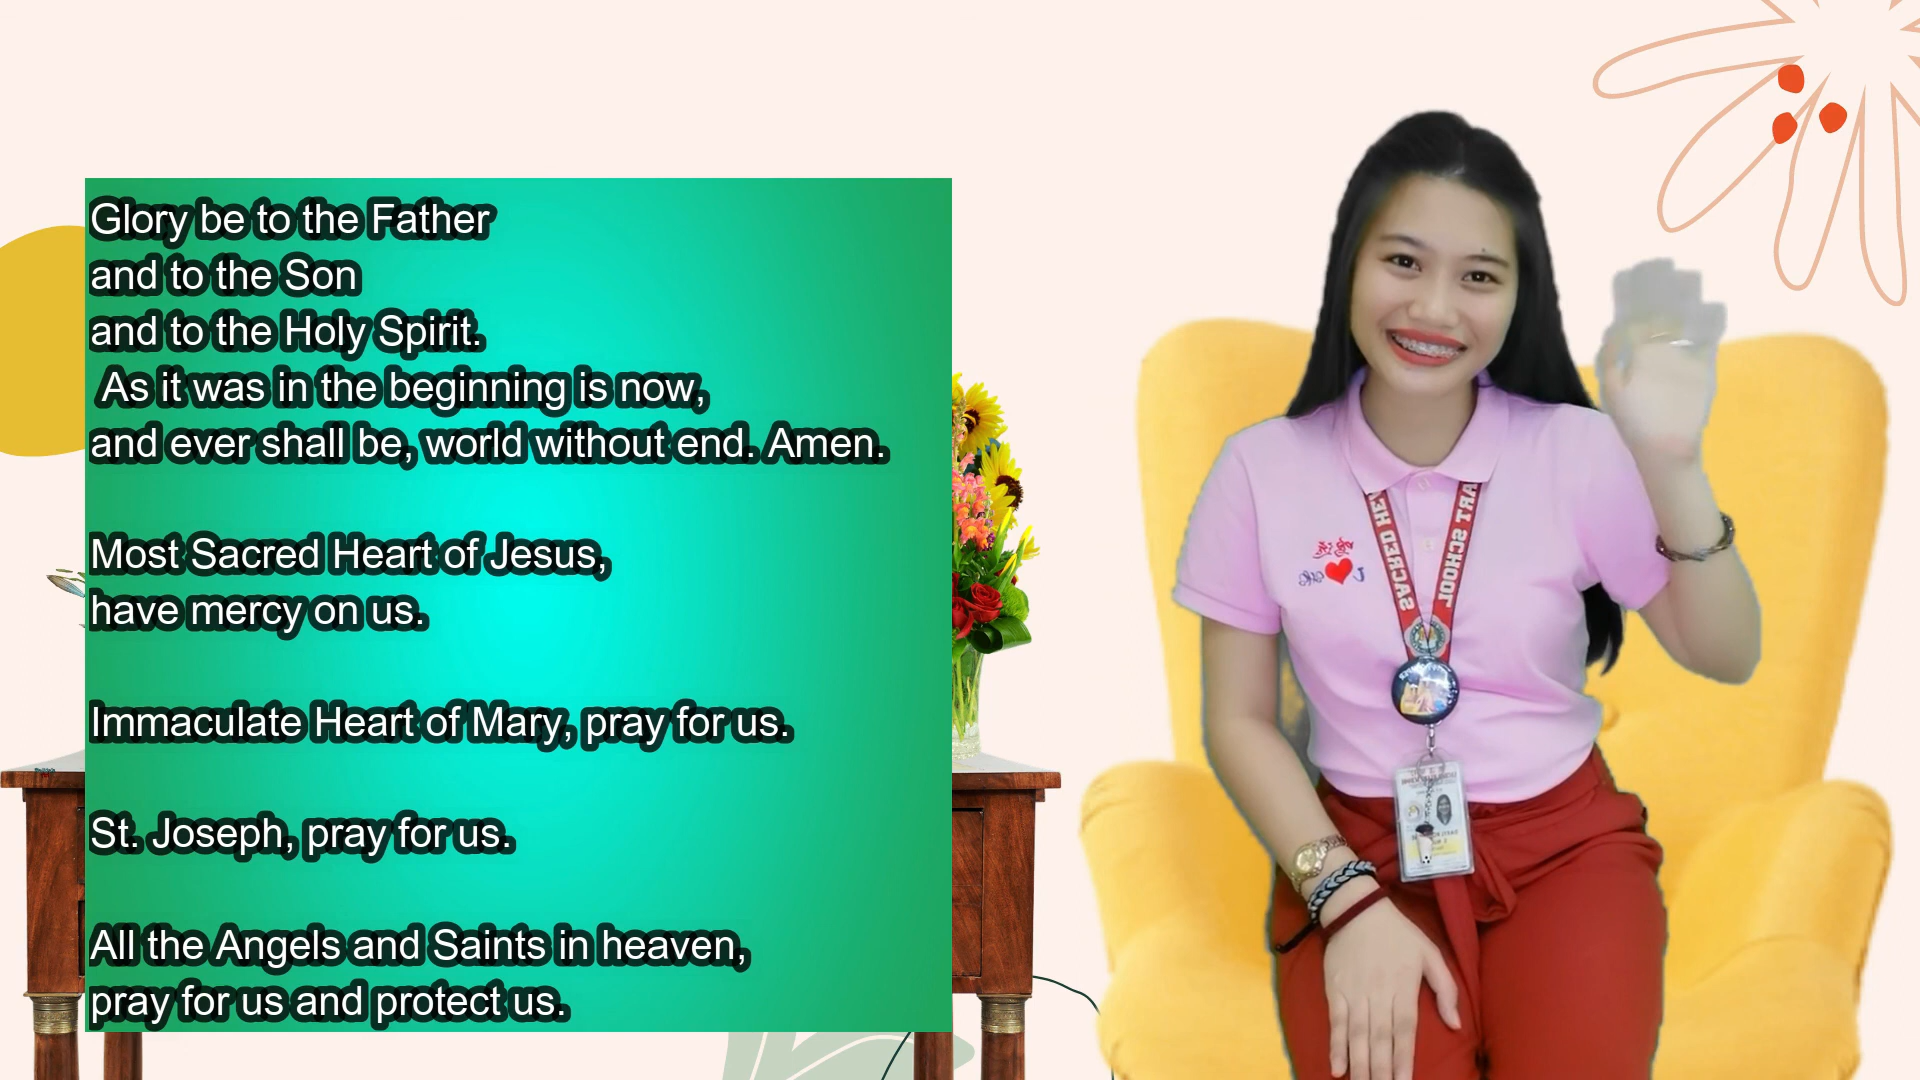 Glory be to the Father
and to the Son
and to the Holy Spirit.
As it was in the beginning is now,
and ever shall be, world without end. Amen.
Most Sacred Heart of Jesus,
have mercy on us.
Immaculate Heart of Mary, pray for us.
St. Joseph, pray for us.
All the Angels and Saints in heaven,
pray for us and protect us.
SACRED HE
ART SCHOOL